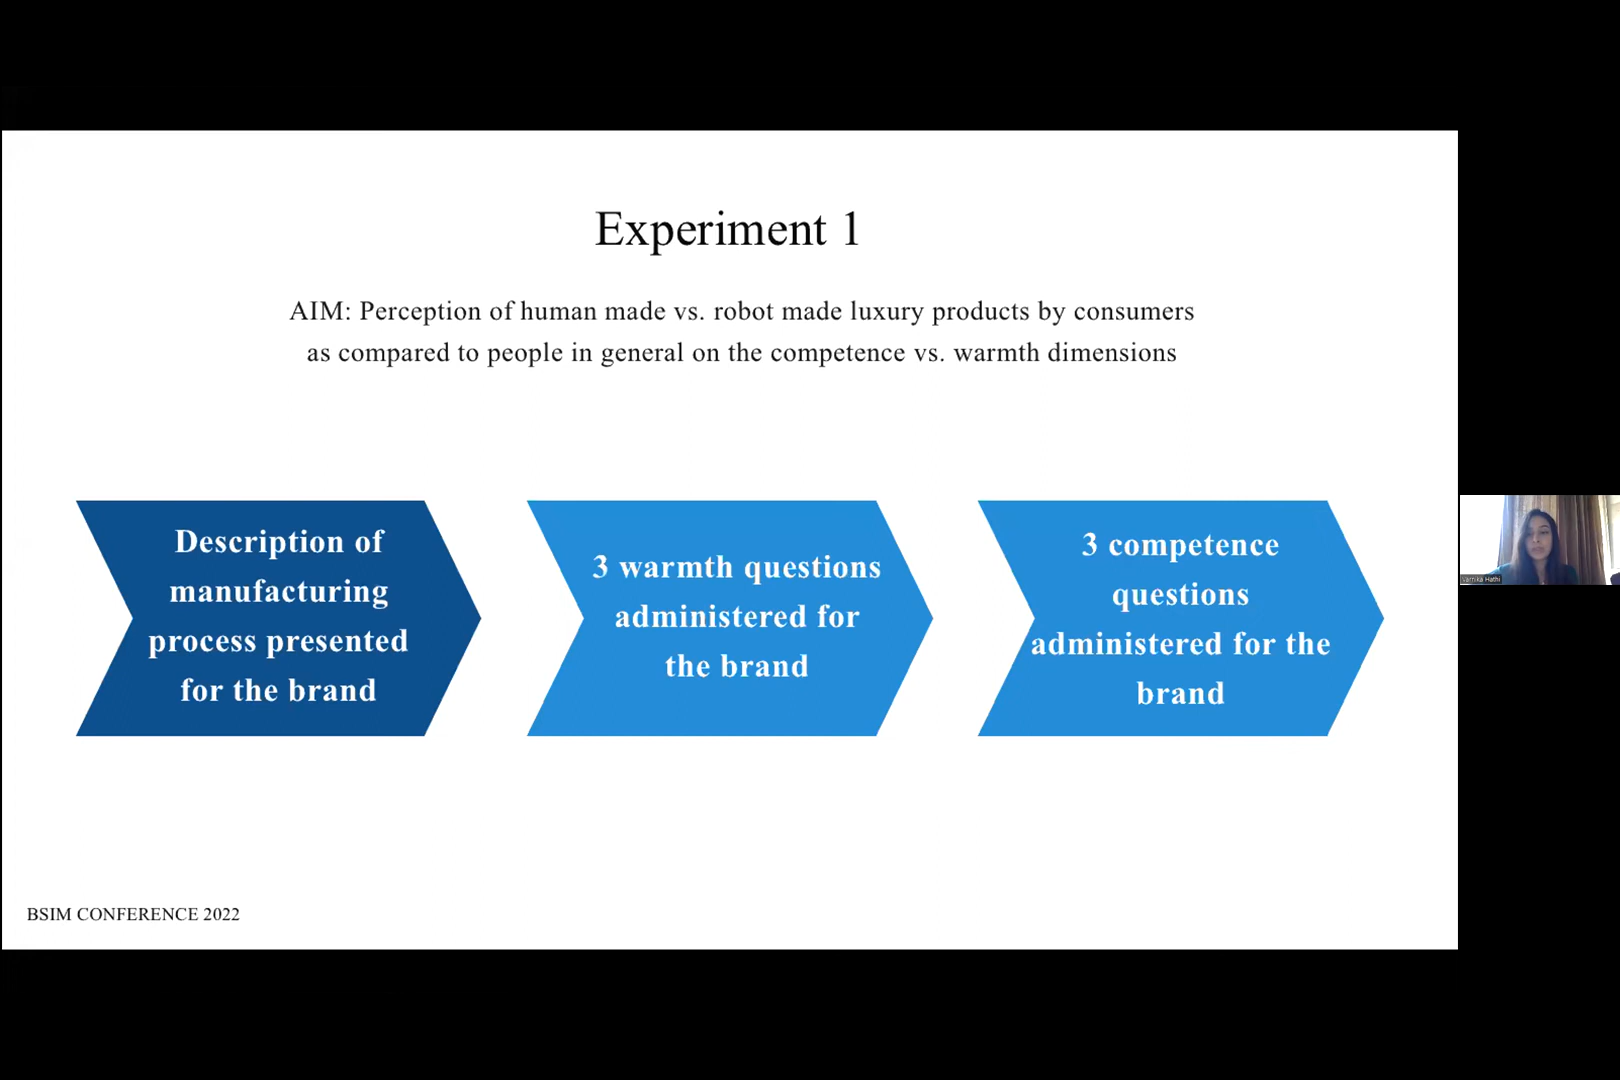 Experiment 1
AIM: Perception of human made vs. robot made luxury products by consumers
as compared to people in general on the competence vs. warmth dimensions
Description of
manufacturing
process presented
for the brand
3 warmth questions
administered for
the brand
3 competence
questions
administered for the
brand
BSIM CONFERENCE 2022
Varnika Hathi